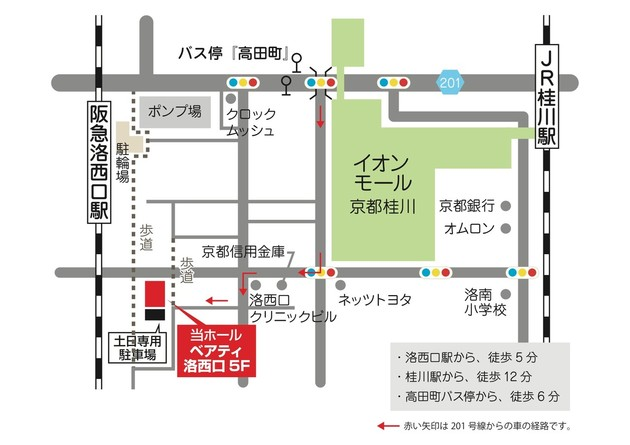 バス停『高田町』
201
JR桂川駅
ポンプ場
クロック
ムッシュ
阪急洛西口駅
駐輪場
イオン
モール
京都桂川
京都銀行
オムロン
歩道
歩道
京都信用金庫
洛西口
クリニックビル
ネッツトヨタ
洛南
小学校
土日専用
駐車場
当ホール
ベアティ
洛西口 5F
・洛西口駅から、徒歩 5 分
・桂川駅から、徒歩 12 分
・高田町バス停から、徒歩 6 分
赤い矢印は 201 号線からの車の経路です。